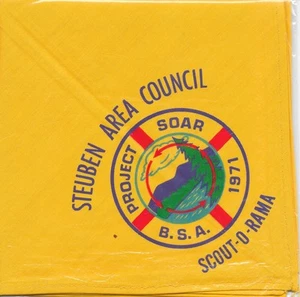 STEUBEN AREA COUNCIL
PROJECT SOAR 1971
B.S.A.
SCOUT-O-RAMA